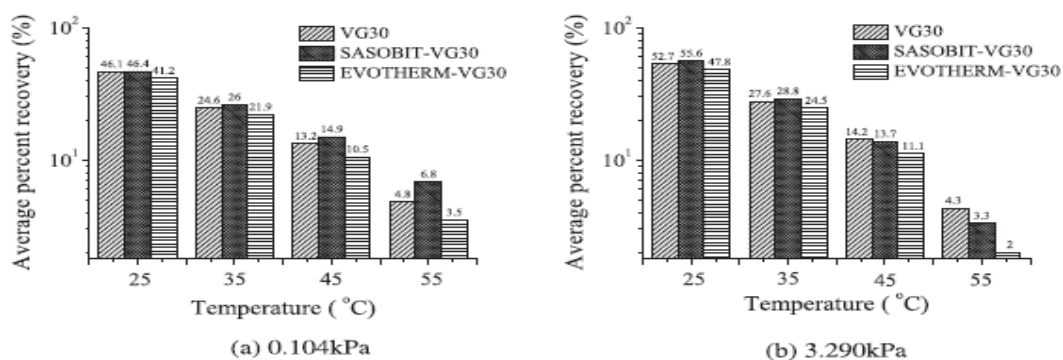 Average percent recovery (%)
10²
10¹
VG30
SASOBIT-VG30
EVOTHERM-VG30
46.1 46.4 41.2
24.6 26 21.9
13.2 14.9 10.5
4.8 6.8 3.5
25 35 45 55
Temperature ( °C)
(a) 0.104kPa
Average percent recovery (%)
10²
10¹
VG30
SASOBIT-VG30
EVOTHERM-VG30
52.7 55.6 47.8
27.6 28.8 24.5
14.2 13.7 11.1
4.3 3.3 2
25 35 45 55
Temperature ( °C)
(b) 3.290kPa